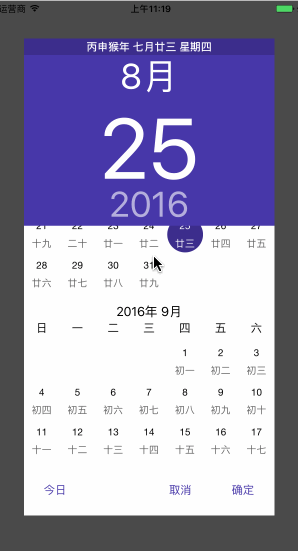 运营商 上午11:19
丙申猴年 七月廿三 星期四
8月
25
2016
21 22 23 24 25 26 27
十九 二十 廿一 廿二 廿三 廿四 廿五
28 29 30 31
廿六 廿七 廿八 廿九
2016年 9月
日 一 二 三 四 五 六
1 2 3
初一 初二 初三
4 5 6 7 8 9 10
初四 初五 初六 初七 初八 初九 初十
11 12 13 14 15 16 17
十一 十二 十三 十四 十五 十六 十七
今日 取消 确定